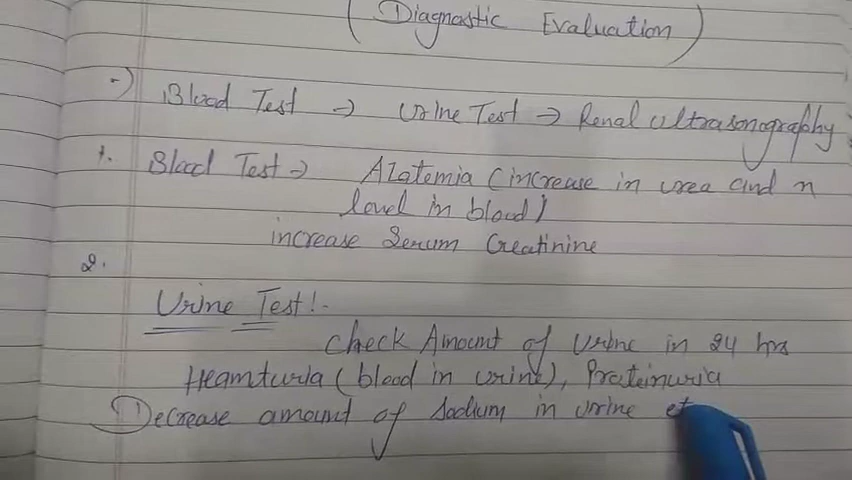 (Diagnostic Evaluation)
-) Blood Test → Urine Test → Renal ultrasonography
1. Blood Test → Azatemia (increase in urea and n
level in blood)
increase Serum Creatinine
2.
Urine Test:-
Check Amount of Urine in 24 hrs
Heamturia (blood in urine), Proteinuria
Decrease amount of sodium in urine et